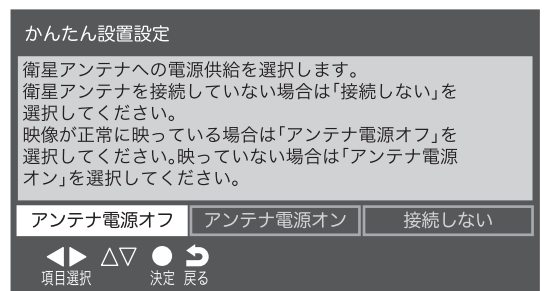 かんたん設置設定
衛星アンテナへの電源供給を選択します。
衛星アンテナを接続していない場合は「接続しない」を
選択してください。
映像が正常に映っている場合は「アンテナ電源オフ」を
選択してください。映っていない場合は「アンテナ電源
オン」を選択してください。
アンテナ電源オフ アンテナ電源オン 接続しない
項目選択 決定 戻る